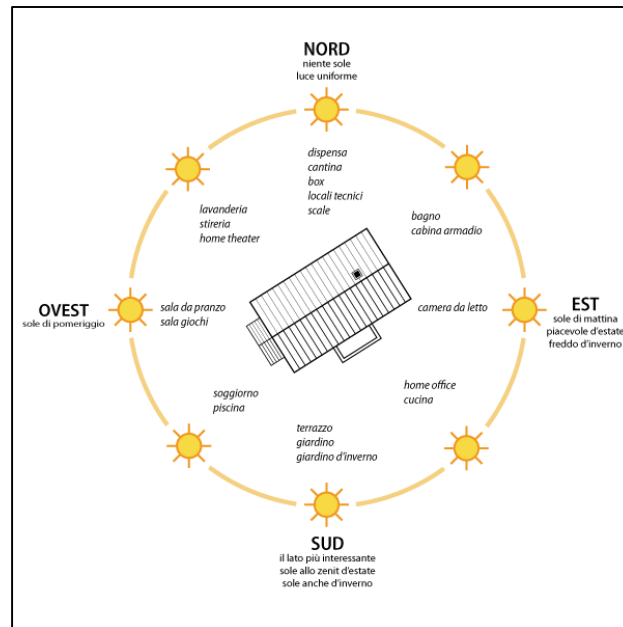 NORD
niente sole
luce uniforme
dispensa
cantina
box
locali tecnici
scale
lavanderia
stireria
home theater
bagno
cabina armadio
OVEST
sole di pomeriggio
sala da pranzo
sala giochi
camera da letto
EST
sole di mattina
piacevole d'estate
freddo d'inverno
soggiorno
piscina
home office
cucina
terrazzo
giardino
giardino d'inverno
SUD
il lato più interessante
sole allo zenit d'estate
sole anche d'inverno